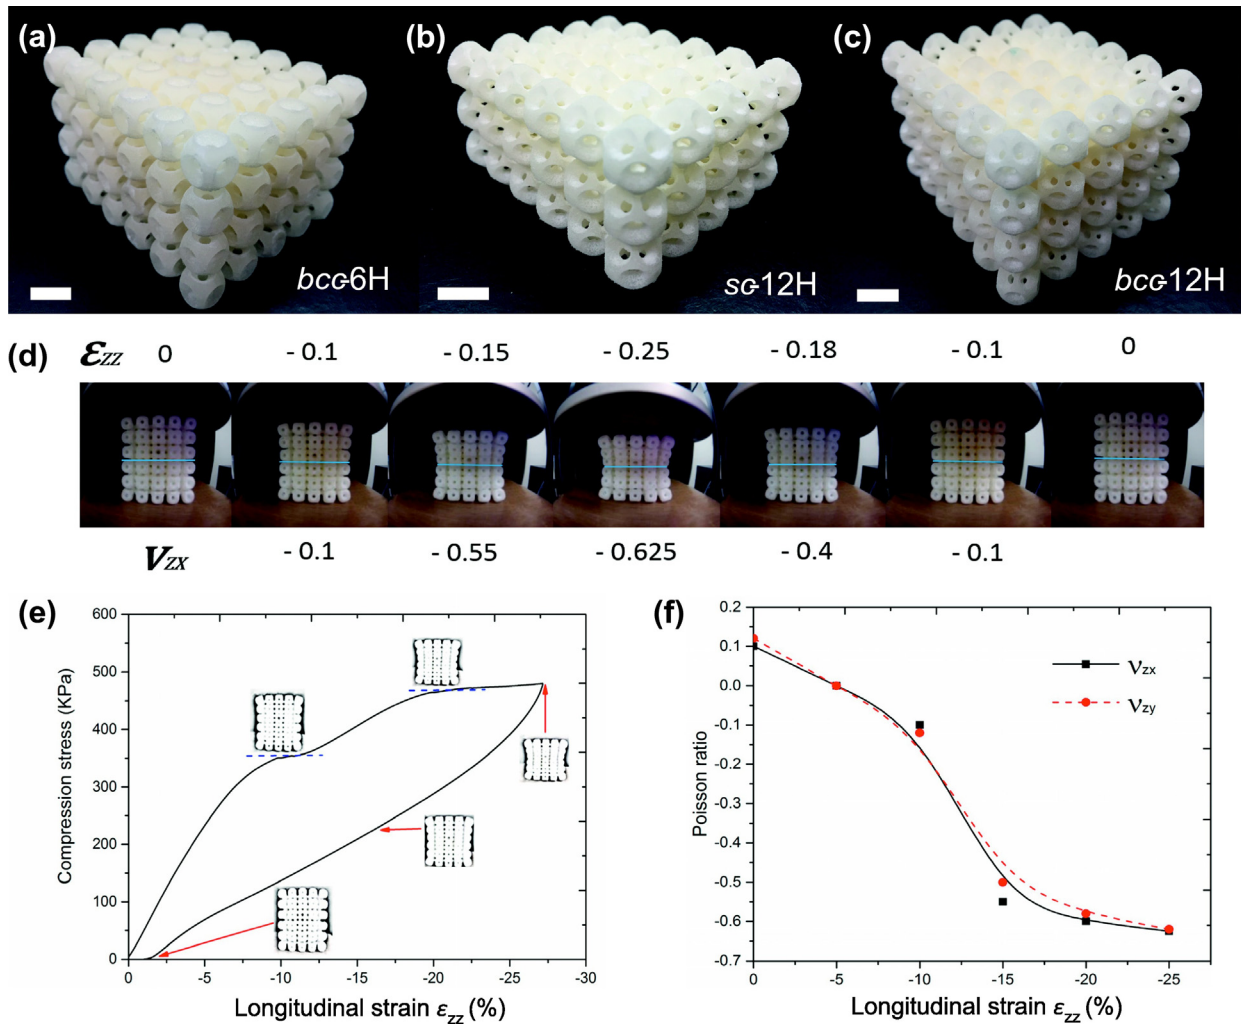 (a)
(b)
(c)
bcc-6H
sc-12H
bcc-12H
(d)
εZZ 0 - 0.1 - 0.15 - 0.25 - 0.18 - 0.1 0
νZX - 0.1 - 0.55 - 0.625 - 0.4 - 0.1
(e)
600
500
400
300
200
100
0
Compression stress (KPa)
0 -5 -10 -15 -20 -25 -30
Longitudinal strain εzz (%)
(f)
0.2
0.1
0.0
-0.1
-0.2
-0.3
-0.4
-0.5
-0.6
-0.7
Poisson ratio
νzx
νzy
0 -5 -10 -15 -20 -25
Longitudinal strain εzz (%)